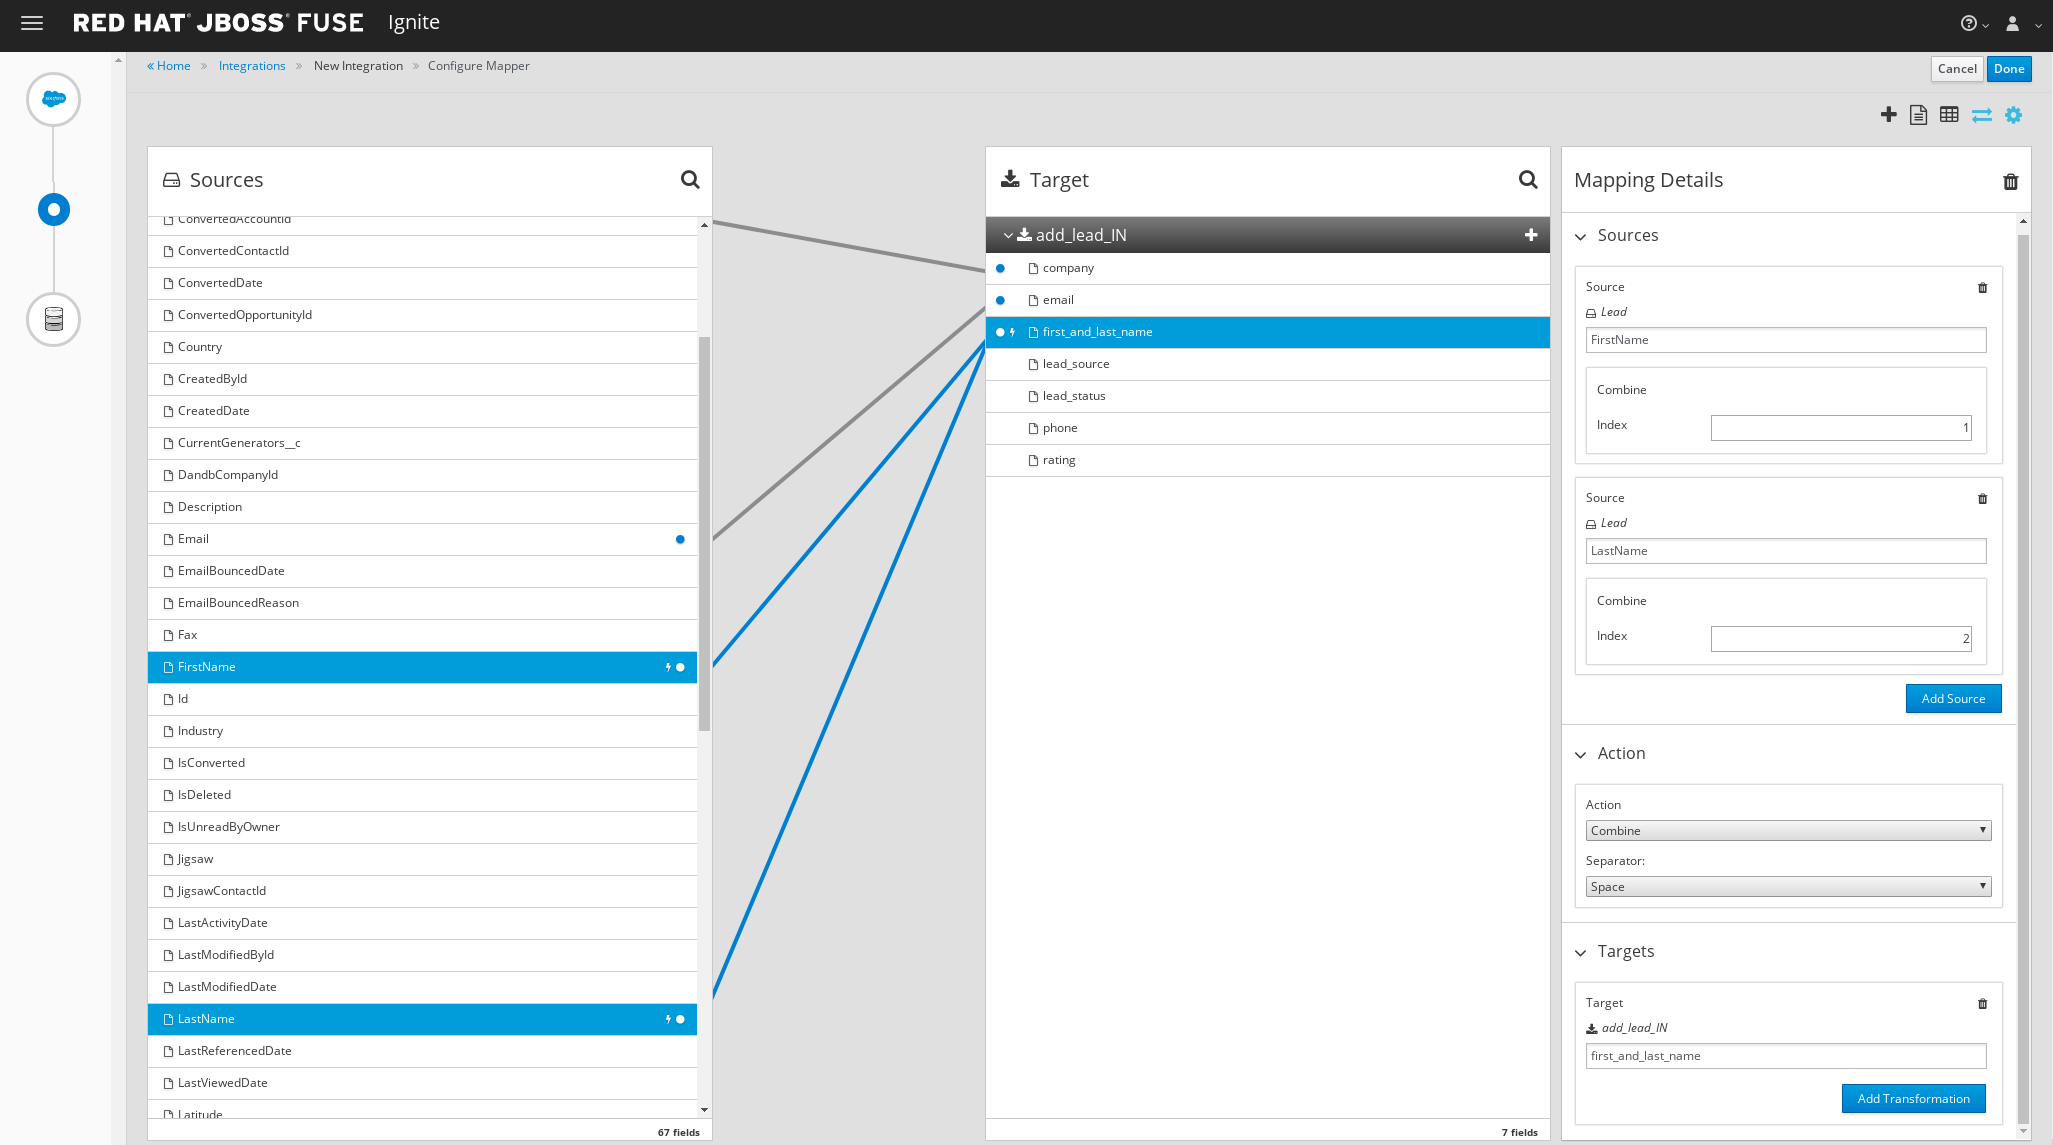 RED HAT JBOSS FUSE Ignite
« Home » Integrations » New Integration » Configure Mapper
Cancel Done
Sources
ConvertedAccountId
ConvertedContactId
ConvertedDate
ConvertedOpportunityId
Country
CreatedById
CreatedDate
CurrentGenerators__c
DandbCompanyId
Description
Email
EmailBouncedDate
EmailBouncedReason
Fax
FirstName
Id
Industry
IsConverted
IsDeleted
IsUnreadByOwner
Jigsaw
JigsawContactId
LastActivityDate
LastModifiedById
LastModifiedDate
LastName
LastReferencedDate
LastViewedDate
Latitude
67 fields
Target
add_lead_IN
company
email
first_and_last_name
lead_source
lead_status
phone
rating
7 fields
Mapping Details
Sources
Source
Lead
FirstName
Combine
Index 1
Source
Lead
LastName
Combine
Index 2
Add Source
Action
Action
Combine
Separator:
Space
Targets
Target
add_lead_IN
first_and_last_name
Add Transformation